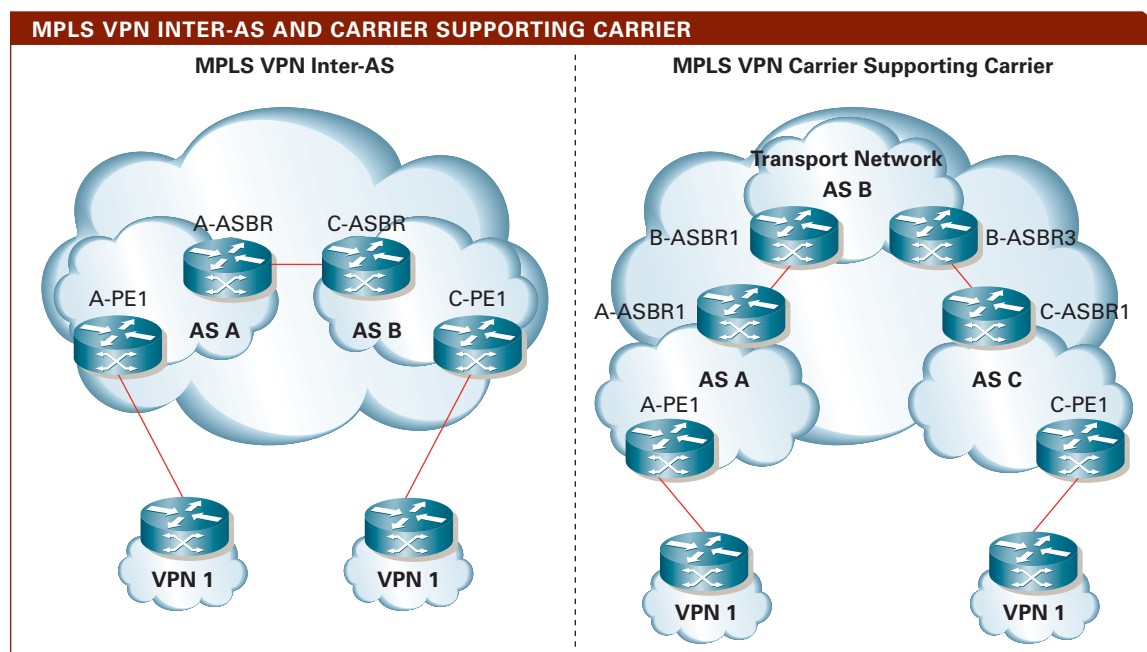 MPLS VPN INTER-AS AND CARRIER SUPPORTING CARRIER
MPLS VPN Inter-AS
A-ASBR
C-ASBR
A-PE1
C-PE1
AS A
AS B
VPN 1
VPN 1
MPLS VPN Carrier Supporting Carrier
Transport Network
AS B
B-ASBR1
B-ASBR3
A-ASBR1
C-ASBR1
AS A
AS C
A-PE1
C-PE1
VPN 1
VPN 1